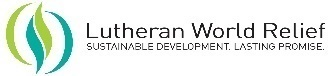 Lutheran World Relief
SUSTAINABLE DEVELOPMENT. LASTING PROMISE.